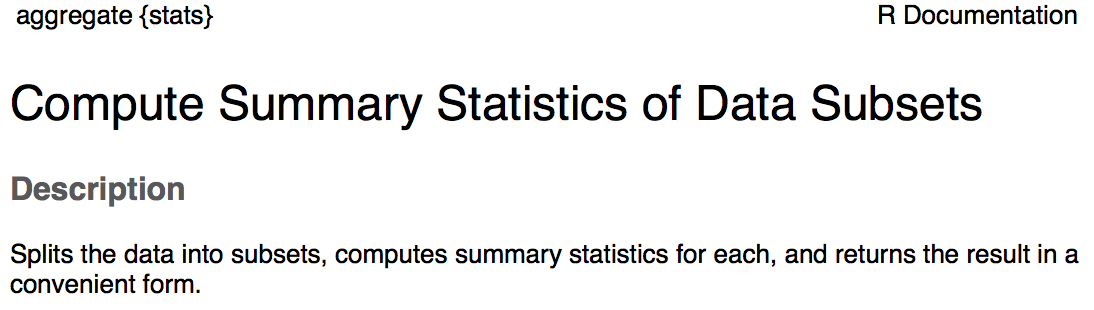 aggregate {stats} R Documentation
Compute Summary Statistics of Data Subsets
Description
Splits the data into subsets, computes summary statistics for each, and returns the result in a
convenient form.